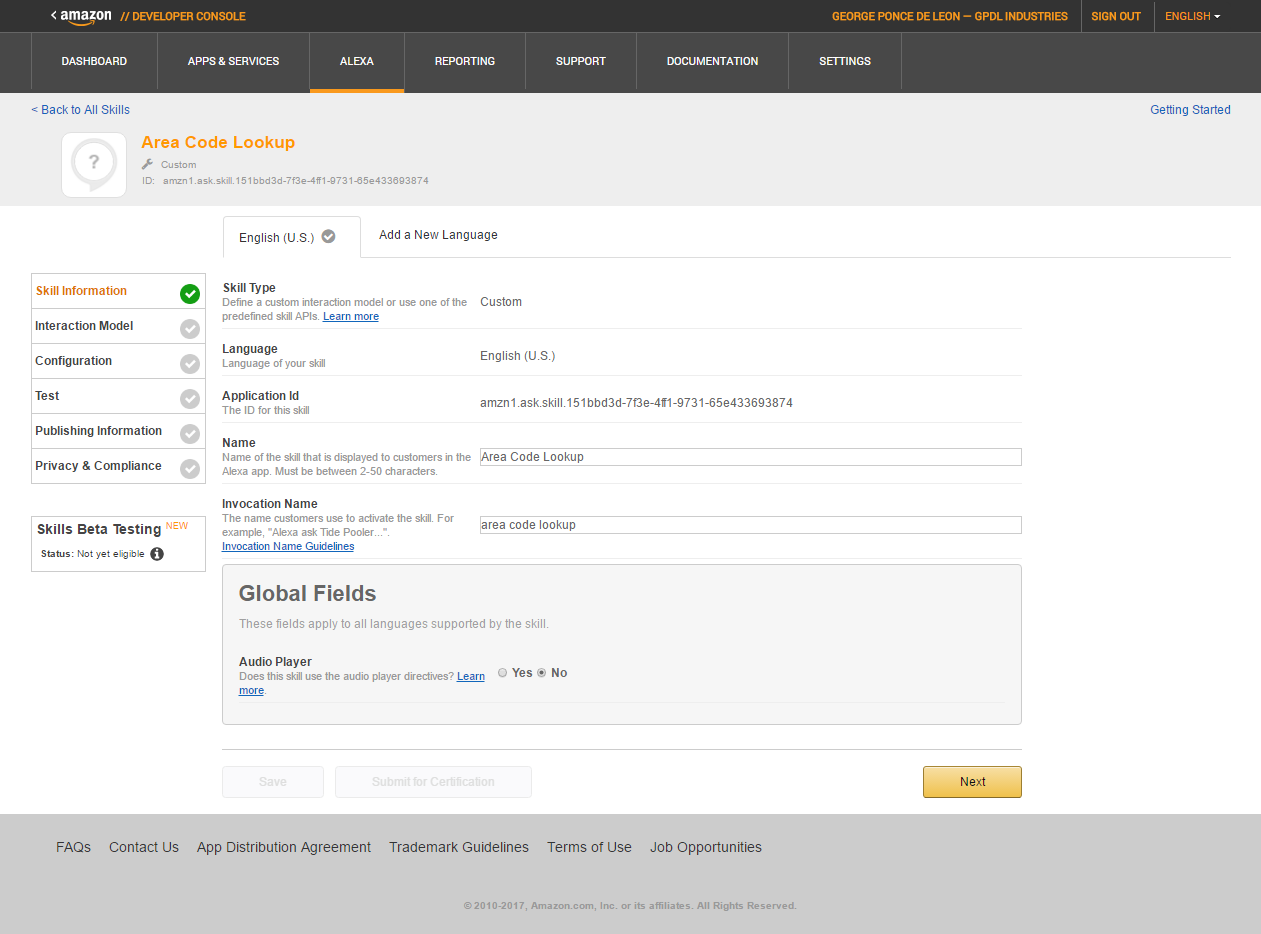 amazon // DEVELOPER CONSOLE GEORGE PONCE DE LEON — GPDL INDUSTRIES SIGN OUT ENGLISH
DASHBOARD APPS & SERVICES ALEXA REPORTING SUPPORT DOCUMENTATION SETTINGS
< Back to All Skills Getting Started
?
Area Code Lookup
Custom
ID: amzn1.ask.skill.151bbd3d-7f3e-4ff1-9731-65e433693874
English (U.S.) Add a New Language
Skill Information
Interaction Model
Configuration
Test
Publishing Information
Privacy & Compliance
Skills Beta Testing NEW
Status: Not yet eligible
Skill Type
Define a custom interaction model or use one of the
predefined skill APIs. Learn more
Custom
Language
Language of your skill
English (U.S.)
Application Id
The ID for this skill
amzn1.ask.skill.151bbd3d-7f3e-4ff1-9731-65e433693874
Name
Name of the skill that is displayed to customers in the
Alexa app. Must be between 2-50 characters.
Area Code Lookup
Invocation Name
The name customers use to activate the skill. For
example, "Alexa ask Tide Pooler...".
Invocation Name Guidelines
area code lookup
Global Fields
These fields apply to all languages supported by the skill.
Audio Player
Does this skill use the audio player directives? Learn
more.
Yes No
Save Submit for Certification Next
FAQs Contact Us App Distribution Agreement Trademark Guidelines Terms of Use Job Opportunities
© 2010-2017, Amazon.com, Inc. or its affiliates. All Rights Reserved.